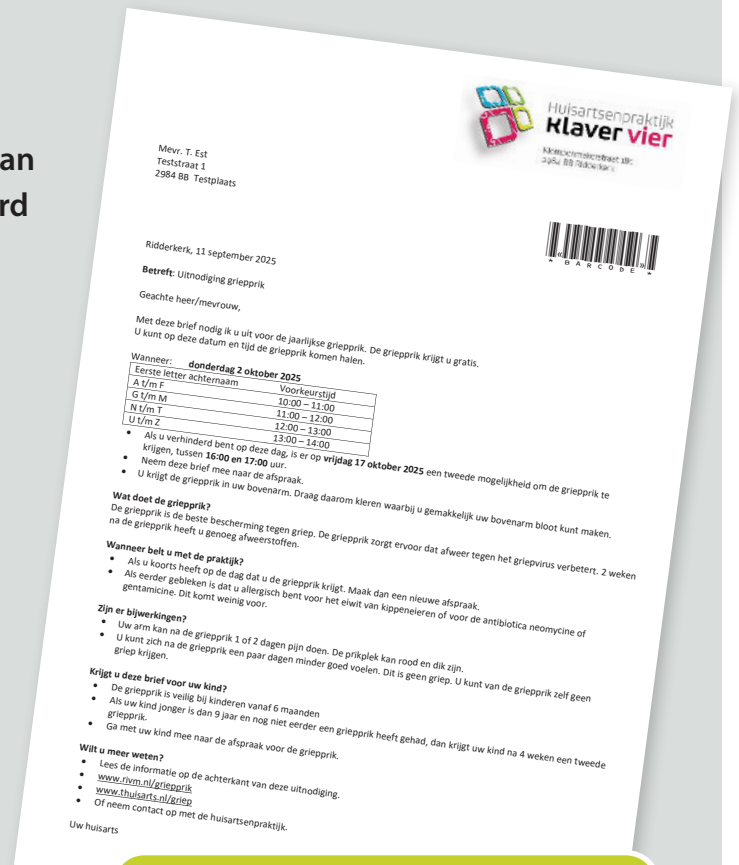 an
rd
Huisartsenpraktijk
Klaver vier
Klompenmakerstraat 18c
2984 BB Ridderkerk
Mevr. T. Est
Teststraat 1
2984 BB Testplaats
«BARCODE»
* B A R C O D E *
Ridderkerk, 11 september 2025
Betreft: Uitnodiging griepprik
Geachte heer/mevrouw,
Met deze brief nodig ik u uit voor de jaarlijkse griepprik. De griepprik krijgt u gratis.
U kunt op deze datum en tijd de griepprik komen halen.
Wanneer: donderdag 2 oktober 2025
Eerste letter achternaam Voorkeurstijd
A t/m F 10:00 – 11:00
G t/m M 11:00 – 12:00
N t/m T 12:00 – 13:00
U t/m Z 13:00 – 14:00
• Als u verhinderd bent op deze dag, is er op vrijdag 17 oktober 2025 een tweede mogelijkheid om de griepprik te
krijgen, tussen 16:00 en 17:00 uur.
• Neem deze brief mee naar de afspraak.
• U krijgt de griepprik in uw bovenarm. Draag daarom kleren waarbij u gemakkelijk uw bovenarm bloot kunt maken.
Wat doet de griepprik?
De griepprik is de beste bescherming tegen griep. De griepprik zorgt ervoor dat afweer tegen het griepvirus verbetert. 2 weken
na de griepprik heeft u genoeg afweerstoffen.
Wanneer belt u met de praktijk?
• Als u koorts heeft op de dag dat u de griepprik krijgt. Maak dan een nieuwe afspraak.
• Als eerder gebleken is dat u allergisch bent voor het eiwit van kippeneieren of voor de antibiotica neomycine of
gentamicine. Dit komt weinig voor.
Zijn er bijwerkingen?
• Uw arm kan na de griepprik 1 of 2 dagen pijn doen. De prikplek kan rood en dik zijn.
• U kunt zich na de griepprik een paar dagen minder goed voelen. Dit is geen griep. U kunt van de griepprik zelf geen
griep krijgen.
Krijgt u deze brief voor uw kind?
• De griepprik is veilig bij kinderen vanaf 6 maanden
• Als uw kind jonger is dan 9 jaar en nog niet eerder een griepprik heeft gehad, dan krijgt uw kind na 4 weken een tweede
griepprik.
• Ga met uw kind mee naar de afspraak voor de griepprik.
Wilt u meer weten?
• Lees de informatie op de achterkant van deze uitnodiging.
• www.rivm.nl/griepprik
• www.thuisarts.nl/griep
• Of neem contact op met de huisartsenpraktijk.
Uw huisarts